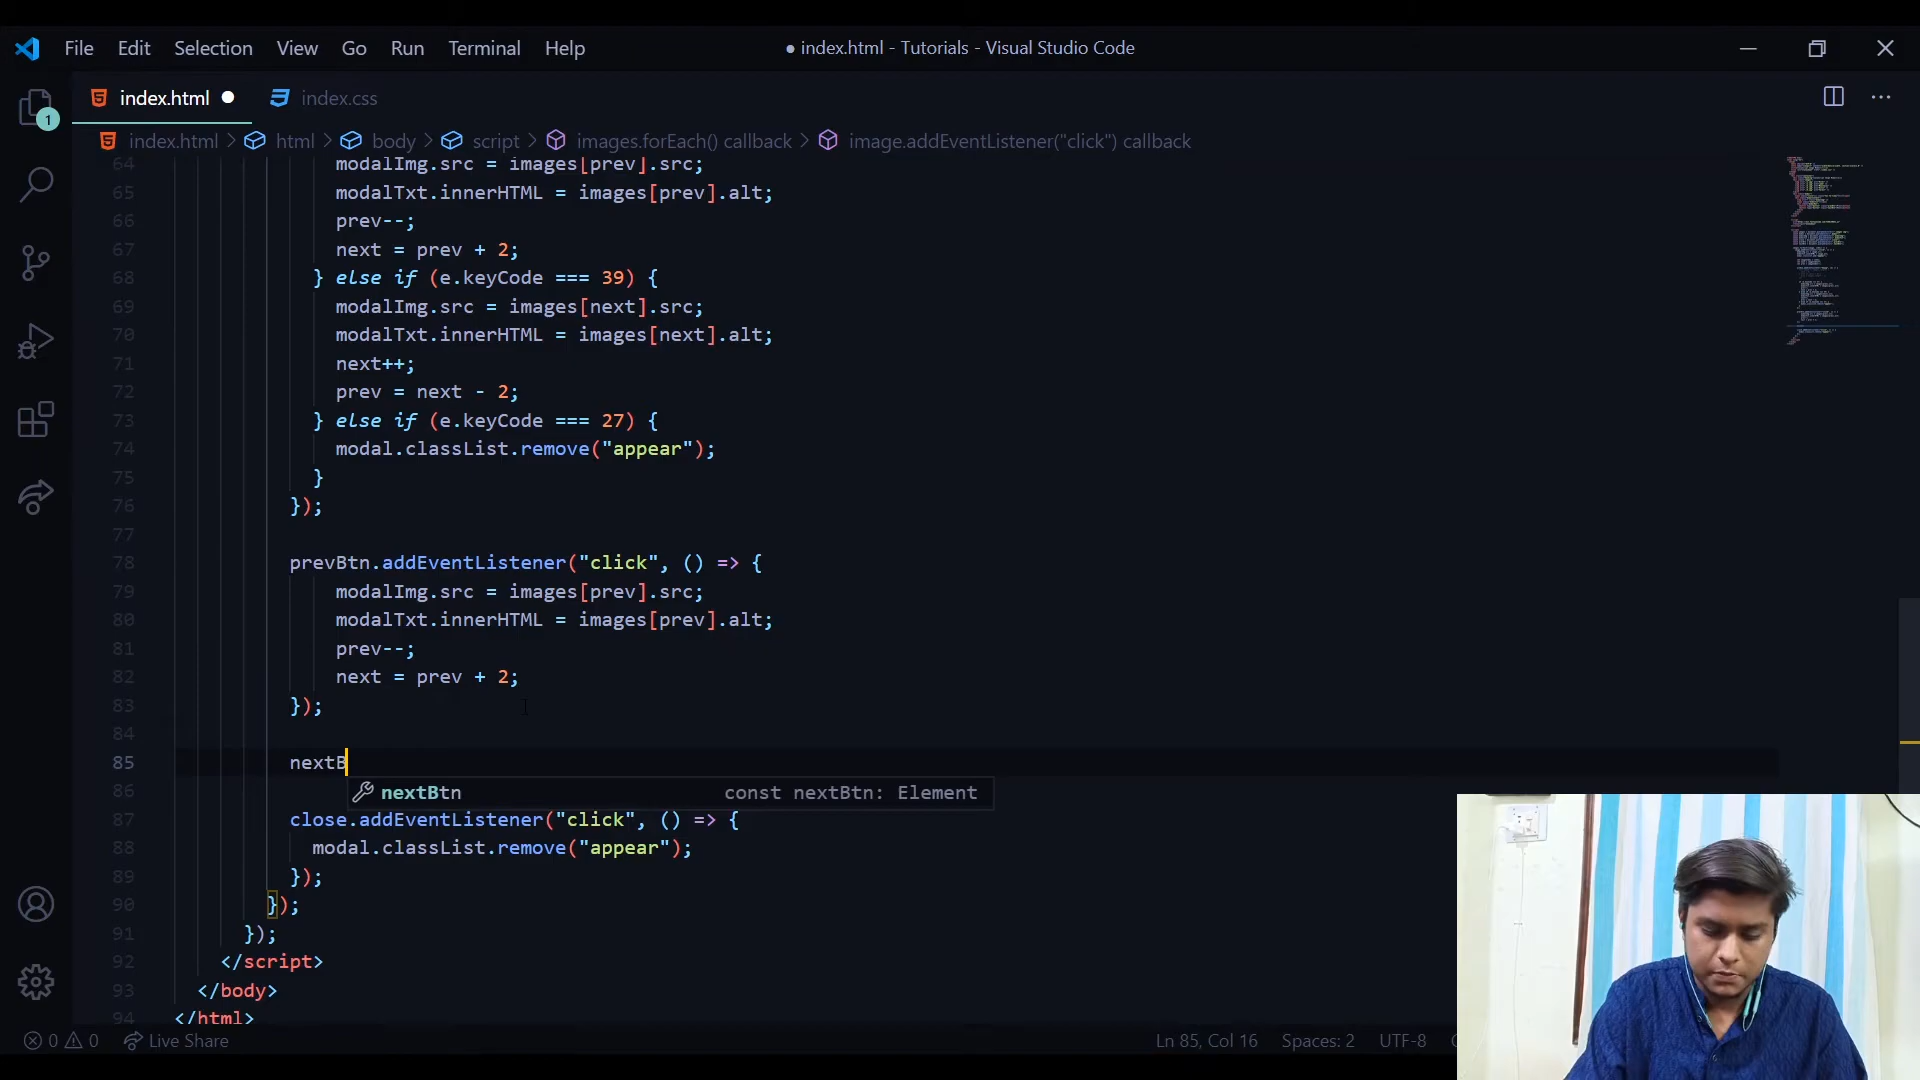 File Edit Selection View Go Run Terminal Help
● index.html - Tutorials - Visual Studio Code
index.html ● index.css
index.html > html > body > script > images.forEach() callback > image.addEventListener("click") callback
1
64 modalImg.src = images[prev].src;
65 modalTxt.innerHTML = images[prev].alt;
66 prev--;
67 next = prev + 2;
68 } else if (e.keyCode === 39) {
69 modalImg.src = images[next].src;
70 modalTxt.innerHTML = images[next].alt;
71 next++;
72 prev = next - 2;
73 } else if (e.keyCode === 27) {
74 modal.classList.remove("appear");
75 }
76 });
77
78 prevBtn.addEventListener("click", () => {
79 modalImg.src = images[prev].src;
80 modalTxt.innerHTML = images[prev].alt;
81 prev--;
82 next = prev + 2;
83 });
84
85 nextB
86 nextBtn const nextBtn: Element
87 close.addEventListener("click", () => {
88 modal.classList.remove("appear");
89 });
90 });
91 });
92 </script>
93 </body>
94 </html>
0 0 Live Share Ln 85, Col 16 Spaces: 2 UTF-8